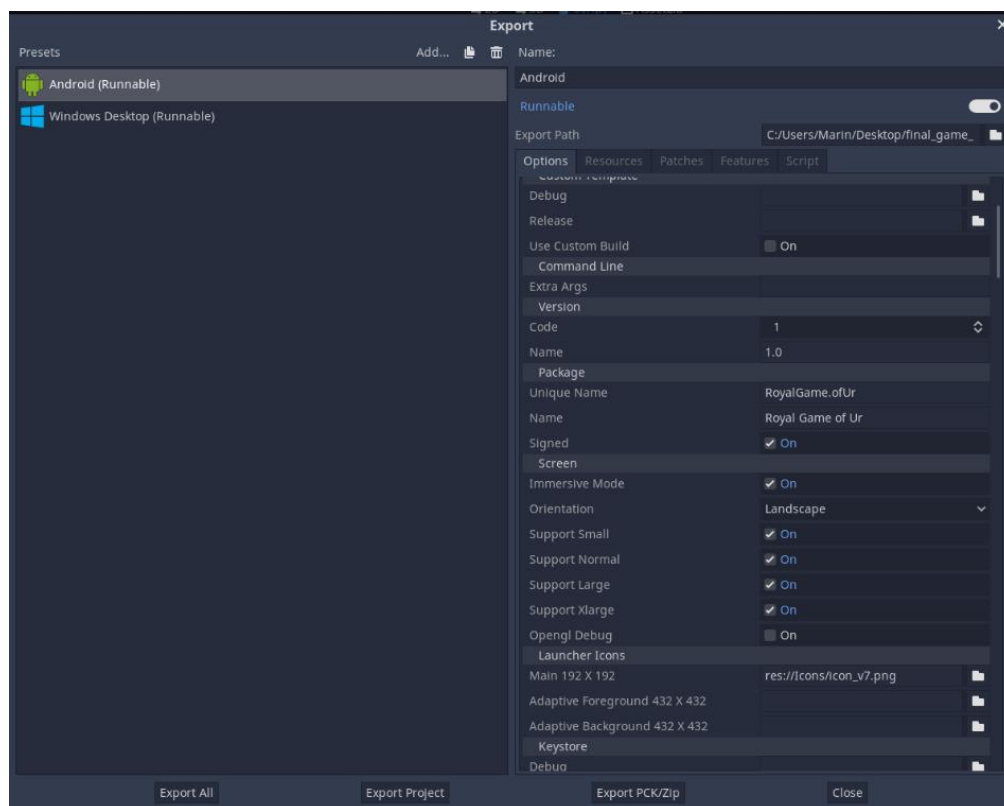 Export
Presets Add... Name:
Android (Runnable) Android
Windows Desktop (Runnable) Runnable
Export Path C:/Users/Marin/Desktop/final_game_
Options Resources Patches Features Script
Custom Template
Debug
Release
Use Custom Build On
Command Line
Extra Args
Version
Code 1
Name 1.0
Package
Unique Name RoyalGame.ofUr
Name Royal Game of Ur
Signed On
Screen
Immersive Mode On
Orientation Landscape
Support Small On
Support Normal On
Support Large On
Support Xlarge On
Opengl Debug On
Launcher Icons
Main 192 X 192 res://Icons/icon_v7.png
Adaptive Foreground 432 X 432
Adaptive Background 432 X 432
Keystore
Debug
Export All Export Project Export PCK/Zip Close